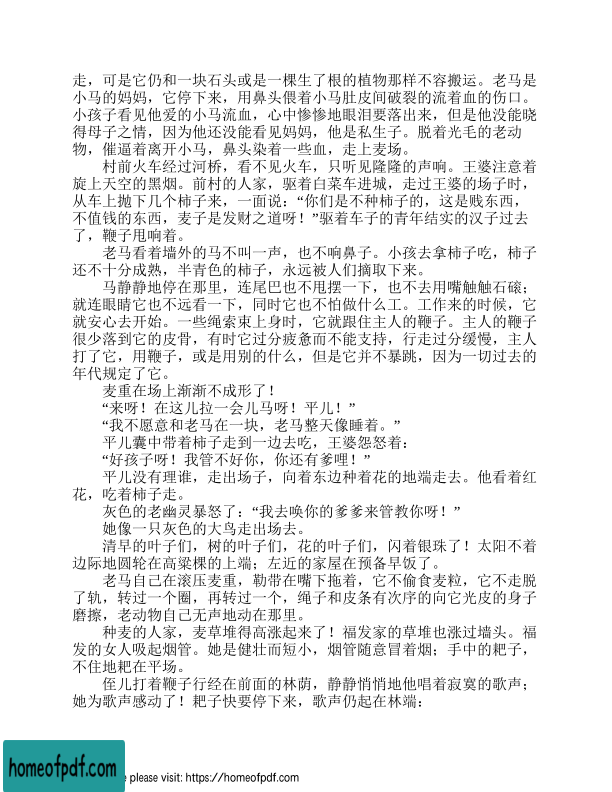 走，可是它仍和一块石头或是一棵生了根的植物那样不容搬运。老马是
小马的妈妈，它停下来，用鼻头偎着小马肚皮间破裂的流着血的伤口。
小孩子看见他爱的小马流血，心中惨惨地眼泪要落出来，但是他没能晓
得母子之情，因为他还没能看见妈妈，他是私生子。脱着光毛的老动
物，催逼着离开小马，鼻头染着一些血，走上麦场。
村前火车经过河桥，看不见火车，只听见隆隆的声响。王婆注意着
旋上天空的黑烟。前村的人家，驱着白菜车进城，走过王婆的场子时，
从车上抛下几个柿子来，一面说：“你们是不种柿子的，这是贱东西，
不值钱的东西，麦子是发财之道呀！”驱着车子的青年结实的汉子过去
了，鞭子甩响着。
老马看着墙外的马不叫一声，也不响鼻子。小孩去拿柿子吃，柿子
还不十分成熟，半青色的柿子，永远被人们摘取下来。
马静静地停在那里，连尾巴也不甩摆一下，也不去用嘴触触石磙；
就连眼睛它也不远看一下，同时它也不怕做什么工。工作来的时候，它
就安心去开始。一些绳索束上身时，它就跟住主人的鞭子。主人的鞭子
很少落到它的皮骨，有时它过分疲惫而不能支持，行走过分缓慢，主人
打了它，用鞭子，或是用别的什么，但是它并不暴跳，因为一切过去的
年代规定了它。
麦重在场上渐渐不成形了！
“来呀！在这儿拉一会儿马呀！平儿！”
“我不愿意和老马在一块，老马整天像睡着。”
平儿囊中带着柿子走到一边去吃，王婆怨怒着：
“好孩子呀！我管不好你，你还有爹哩！”
平儿没有理谁，走出场子，向着东边种着花的地端走去。他看着红
花，吃着柿子走。
灰色的老幽灵暴怒了：“我去唤你的爹爹来管教你呀！”
她像一只灰色的大鸟走出场去。
清早的叶子们，树的叶子们，花的叶子们，闪着银珠了！太阳不着
边际地圆轮在高粱棵的上端；左近的家屋在预备早饭了。
老马自己在滚压麦重，勒带在嘴下拖着，它不偷食麦粒，它不走脱
了轨，转过一个圈，再转过一个，绳子和皮条有次序的向它光皮的身子
磨擦，老动物自己无声地动在那里。
种麦的人家，麦草堆得高涨起来了！福发家的草堆也涨过墙头。福
发的女人吸起烟管。她是健壮而短小，烟管随意冒着烟；手中的耙子，
不住地耙在平场。
侄儿打着鞭子行经在前面的林荫，静静悄悄地他唱着寂寞的歌声；
她为歌声感动了！耙子快要停下来，歌声仍起在林端：
homeofpdf.com
e please visit: https://homeofpdf.com